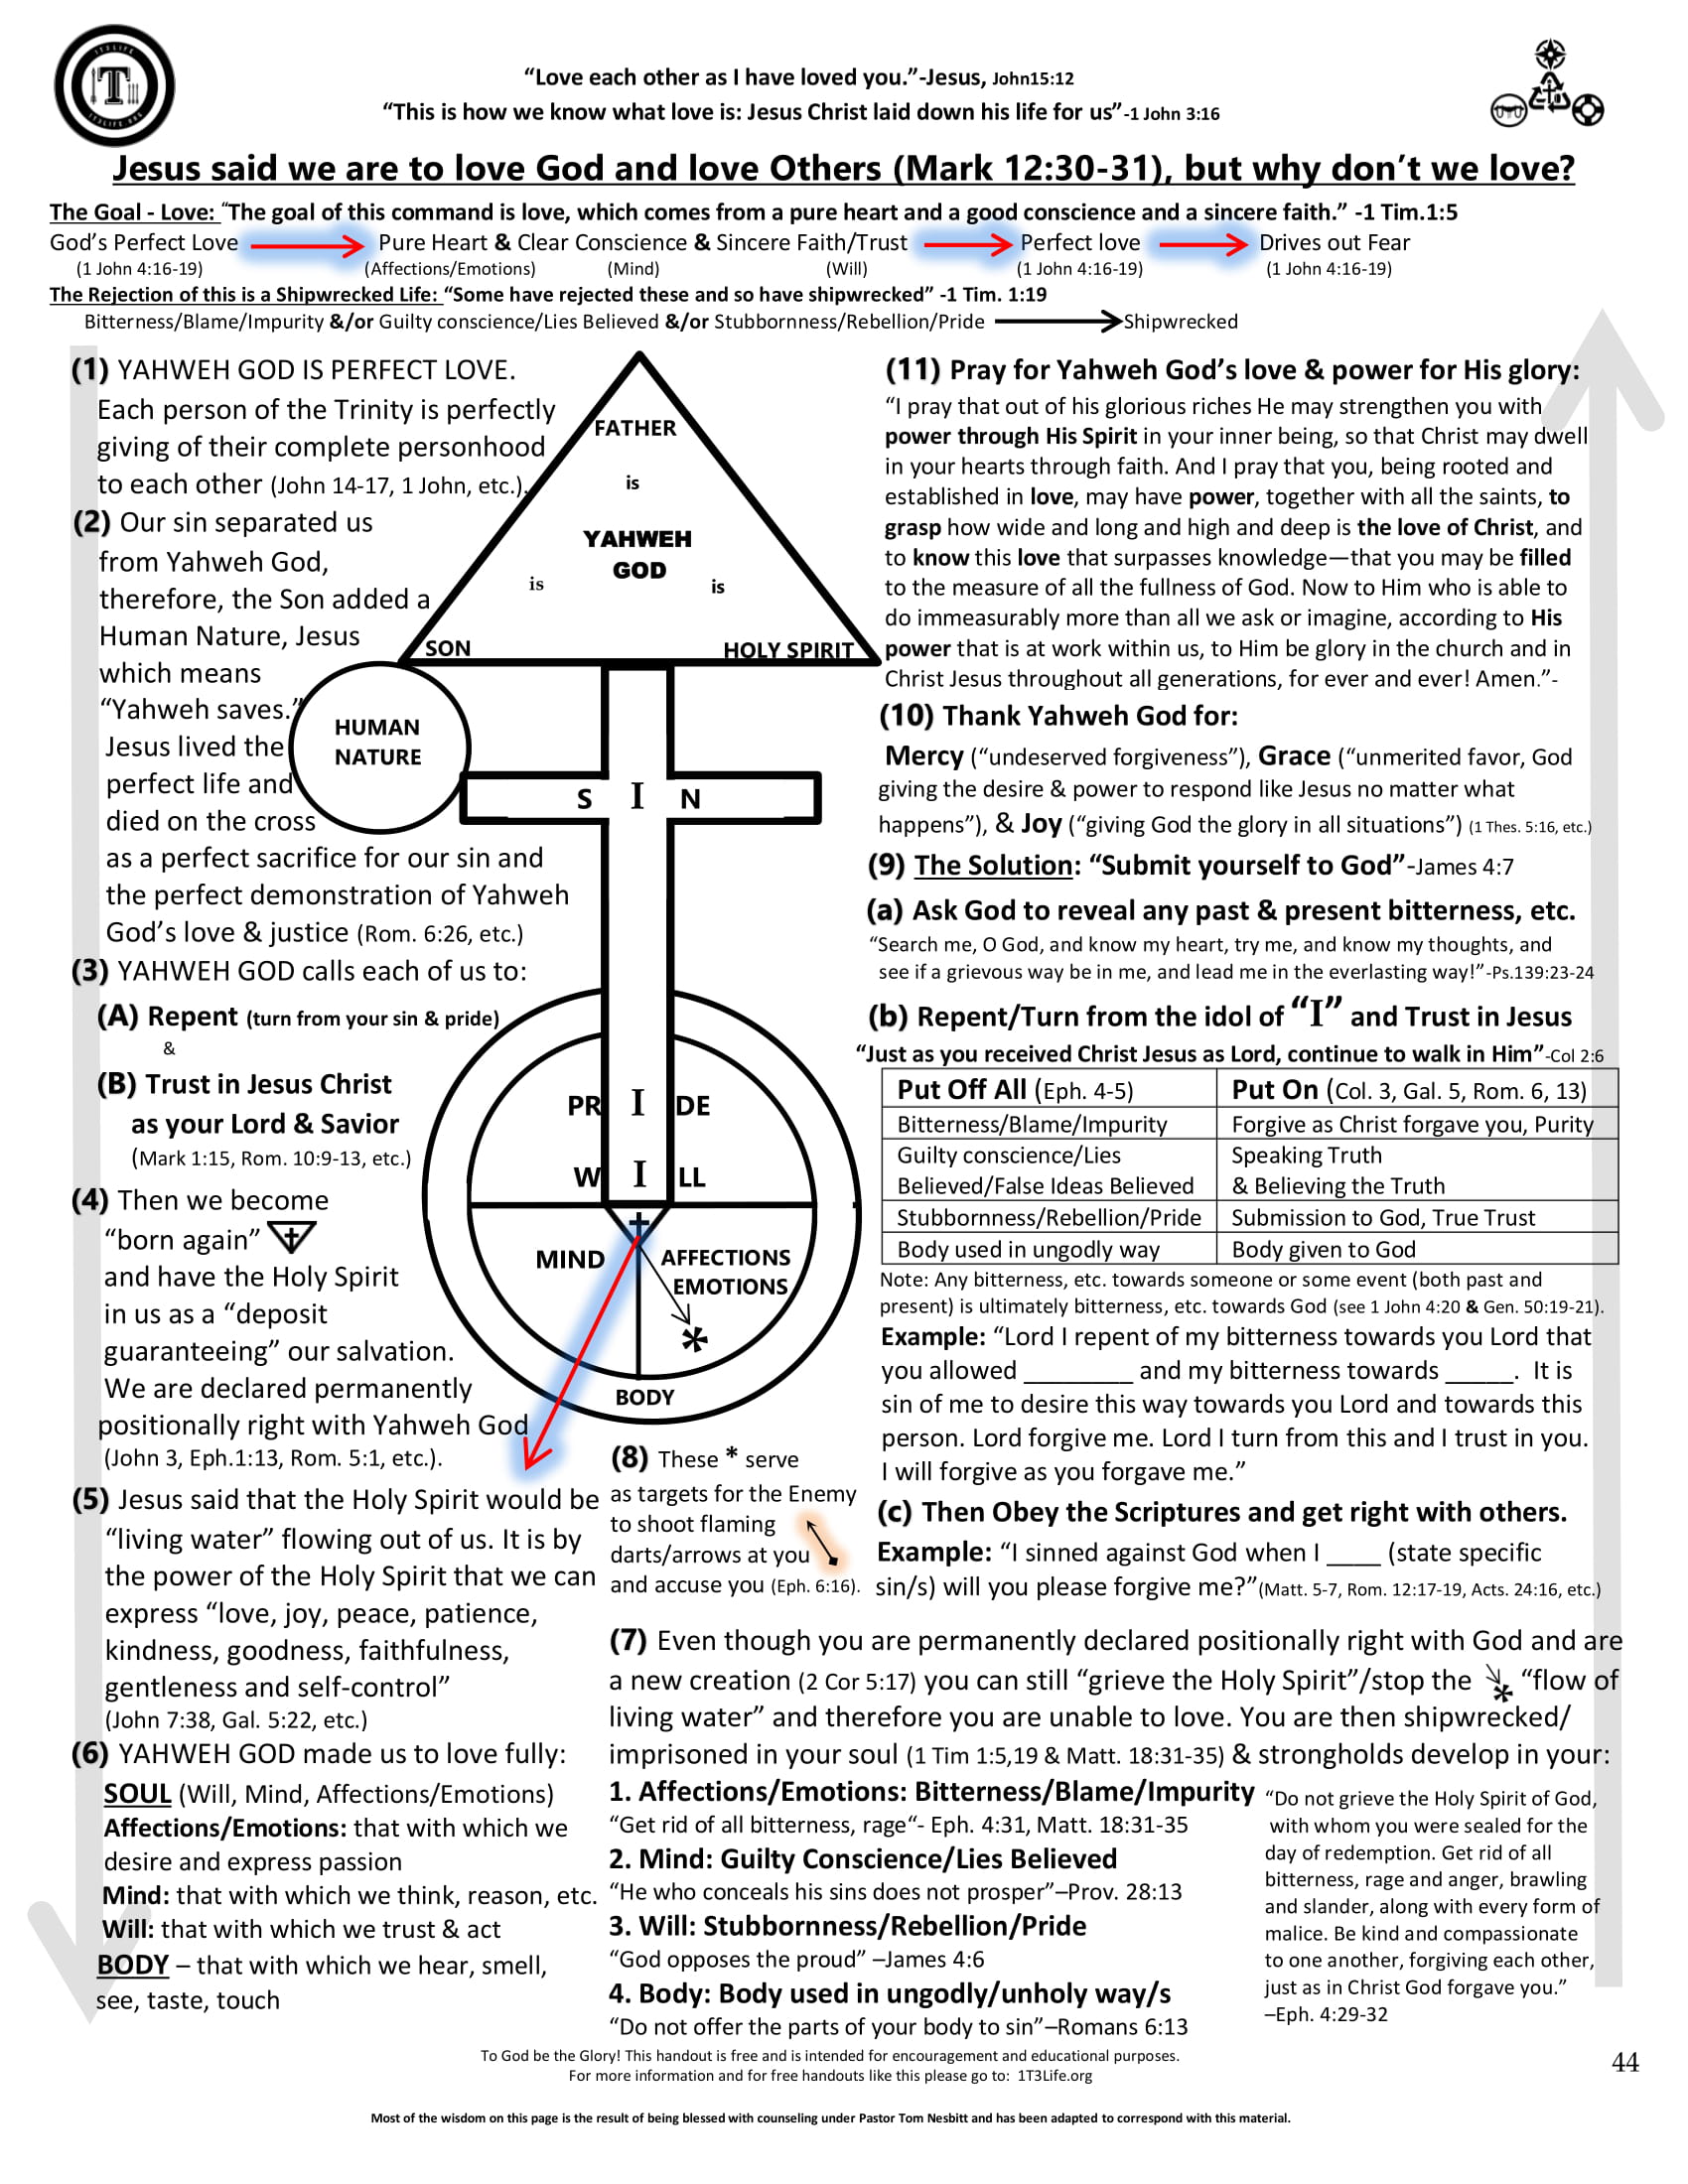 “Love each other as I have loved you.”-Jesus, John15:12
“This is how we know what love is: Jesus Christ laid down his life for us”-1 John 3:16
Jesus said we are to love God and love Others (Mark 12:30-31), but why don’t we love?
The Goal - Love: “The goal of this command is love, which comes from a pure heart and a good conscience and a sincere faith.” -1 Tim.1:5
God’s Perfect Love Pure Heart & Clear Conscience & Sincere Faith/Trust Perfect love Drives out Fear
(1 John 4:16-19) (Affections/Emotions) (Mind) (Will) (1 John 4:16-19) (1 John 4:16-19)
The Rejection of this is a Shipwrecked Life: “Some have rejected these and so have shipwrecked” -1 Tim. 1:19
Bitterness/Blame/Impurity &/or Guilty conscience/Lies Believed &/or Stubbornness/Rebellion/Pride Shipwrecked
(1) YAHWEH GOD IS PERFECT LOVE.
Each person of the Trinity is perfectly
giving of their complete personhood
to each other (John 14-17, 1 John, etc.).
(2) Our sin separated us
from Yahweh God,
therefore, the Son added a
Human Nature, Jesus
which means
“Yahweh saves.”
Jesus lived the
perfect life and
died on the cross
as a perfect sacrifice for our sin and
the perfect demonstration of Yahweh
God’s love & justice (Rom. 6:26, etc.)
(3) YAHWEH GOD calls each of us to:
(A) Repent (turn from your sin & pride)
&
(B) Trust in Jesus Christ
as your Lord & Savior
(Mark 1:15, Rom. 10:9-13, etc.)
(4) Then we become
“born again”
and have the Holy Spirit
in us as a “deposit
guaranteeing” our salvation.
We are declared permanently
positionally right with Yahweh God
(John 3, Eph.1:13, Rom. 5:1, etc.).
(5) Jesus said that the Holy Spirit would be
“living water” flowing out of us. It is by
the power of the Holy Spirit that we can
express “love, joy, peace, patience,
kindness, goodness, faithfulness,
gentleness and self-control”
(John 7:38, Gal. 5:22, etc.)
(6) YAHWEH GOD made us to love fully:
SOUL (Will, Mind, Affections/Emotions)
Affections/Emotions: that with which we
desire and express passion
Mind: that with which we think, reason, etc.
Will: that with which we trust & act
BODY – that with which we hear, smell,
see, taste, touch
FATHER
is
YAHWEH
GOD
is is
SON HOLY SPIRIT
HUMAN
NATURE
S I N
PR I DE
W I LL
MIND AFFECTIONS
EMOTIONS
*
BODY
(8) These * serve
as targets for the Enemy
to shoot flaming
darts/arrows at you
and accuse you (Eph. 6:16).
(7) Even though you are permanently declared positionally right with God and are
a new creation (2 Cor 5:17) you can still “grieve the Holy Spirit”/stop the * “flow of
living water” and therefore you are unable to love. You are then shipwrecked/
imprisoned in your soul (1 Tim 1:5,19 & Matt. 18:31-35) & strongholds develop in your:
1. Affections/Emotions: Bitterness/Blame/Impurity
“Get rid of all bitterness, rage“- Eph. 4:31, Matt. 18:31-35
2. Mind: Guilty Conscience/Lies Believed
“He who conceals his sins does not prosper”–Prov. 28:13
3. Will: Stubbornness/Rebellion/Pride
“God opposes the proud” –James 4:6
4. Body: Body used in ungodly/unholy way/s
“Do not offer the parts of your body to sin”–Romans 6:13
“Do not grieve the Holy Spirit of God,
with whom you were sealed for the
day of redemption. Get rid of all
bitterness, rage and anger, brawling
and slander, along with every form of
malice. Be kind and compassionate
to one another, forgiving each other,
just as in Christ God forgave you.”
–Eph. 4:29-32
(11) Pray for Yahweh God’s love & power for His glory:
“I pray that out of his glorious riches He may strengthen you with
power through His Spirit in your inner being, so that Christ may dwell
in your hearts through faith. And I pray that you, being rooted and
established in love, may have power, together with all the saints, to
grasp how wide and long and high and deep is the love of Christ, and
to know this love that surpasses knowledge—that you may be filled
to the measure of all the fullness of God. Now to Him who is able to
do immeasurably more than all we ask or imagine, according to His
power that is at work within us, to Him be glory in the church and in
Christ Jesus throughout all generations, for ever and ever! Amen.”-
(10) Thank Yahweh God for:
Mercy (“undeserved forgiveness”), Grace (“unmerited favor, God
giving the desire & power to respond like Jesus no matter what
happens”), & Joy (“giving God the glory in all situations”) (1 Thes. 5:16, etc.)
(9) The Solution: “Submit yourself to God”-James 4:7
(a) Ask God to reveal any past & present bitterness, etc.
“Search me, O God, and know my heart, try me, and know my thoughts, and
see if a grievous way be in me, and lead me in the everlasting way!”-Ps.139:23-24
(b) Repent/Turn from the idol of “I” and Trust in Jesus
“Just as you received Christ Jesus as Lord, continue to walk in Him”-Col 2:6
Put Off All (Eph. 4-5) Put On (Col. 3, Gal. 5, Rom. 6, 13)
Bitterness/Blame/Impurity Forgive as Christ forgave you, Purity
Guilty conscience/Lies Speaking Truth
Believed/False Ideas Believed & Believing the Truth
Stubbornness/Rebellion/Pride Submission to God, True Trust
Body used in ungodly way Body given to God
Note: Any bitterness, etc. towards someone or some event (both past and
present) is ultimately bitterness, etc. towards God (see 1 John 4:20 & Gen. 50:19-21).
Example: “Lord I repent of my bitterness towards you Lord that
you allowed ________ and my bitterness towards _____. It is
sin of me to desire this way towards you Lord and towards this
person. Lord forgive me. Lord I turn from this and I trust in you.
I will forgive as you forgave me.”
(c) Then Obey the Scriptures and get right with others.
Example: “I sinned against God when I ____ (state specific
sin/s) will you please forgive me?”(Matt. 5-7, Rom. 12:17-19, Acts. 24:16, etc.)
To God be the Glory! This handout is free and is intended for encouragement and educational purposes.
For more information and for free handouts like this please go to: 1T3Life.org
44
Most of the wisdom on this page is the result of being blessed with counseling under Pastor Tom Nesbitt and has been adapted to correspond with this material.